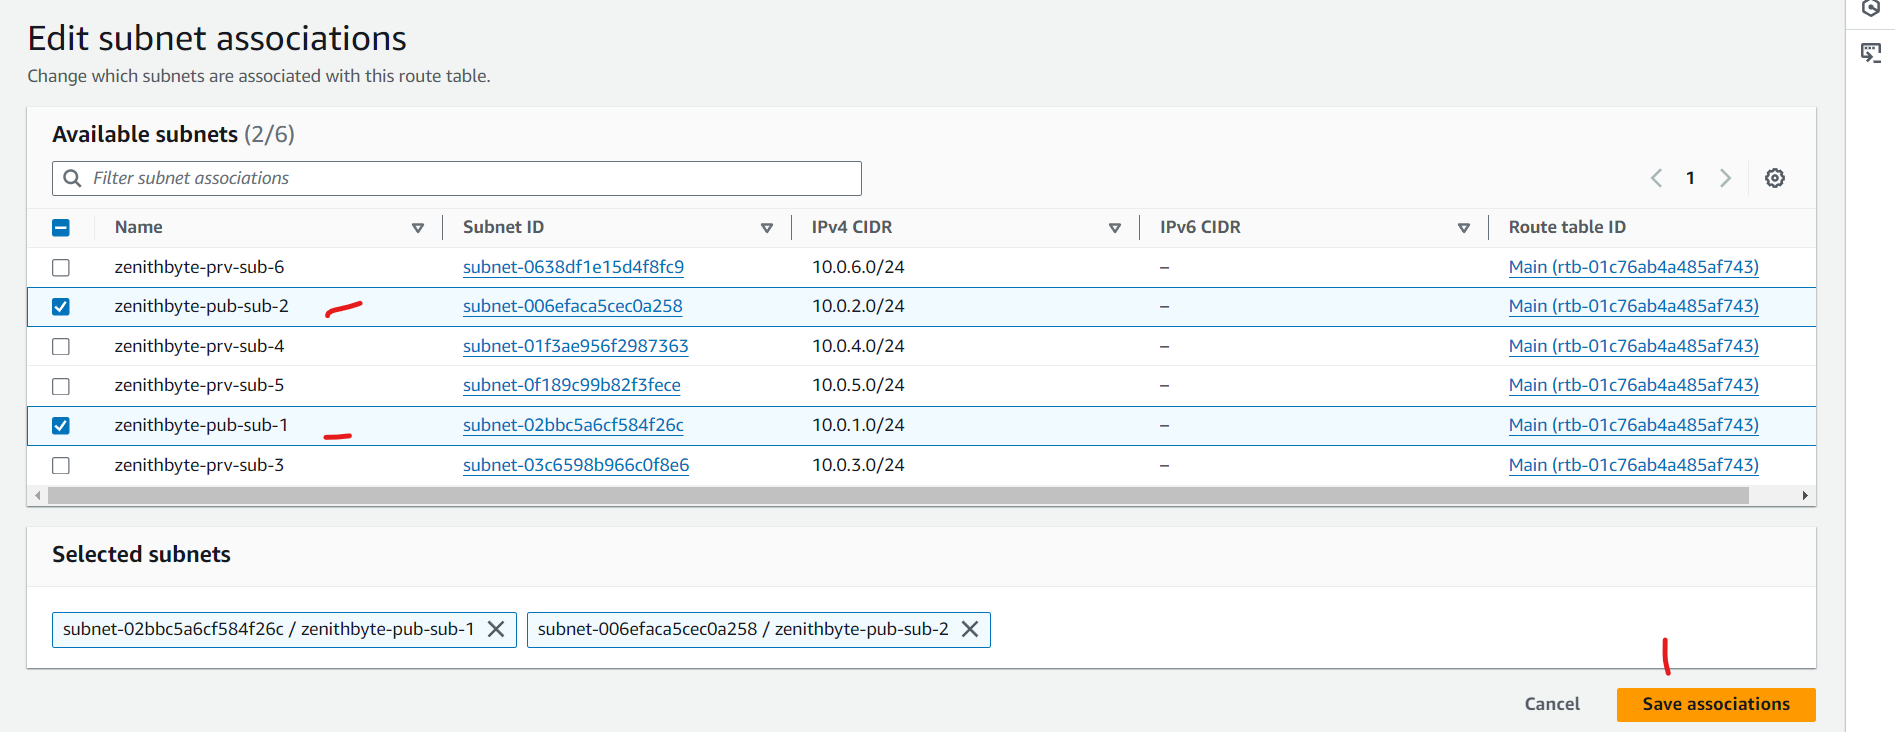 Edit subnet associations
Change which subnets are associated with this route table.
Available subnets (2/6)
Filter subnet associations
1
Name Subnet ID IPv4 CIDR IPv6 CIDR Route table ID
zenithbyte-prv-sub-6 subnet-0638df1e15d4f8fc9 10.0.6.0/24 – Main (rtb-01c76ab4a485af743)
zenithbyte-pub-sub-2 subnet-006efaca5cec0a258 10.0.2.0/24 – Main (rtb-01c76ab4a485af743)
zenithbyte-prv-sub-4 subnet-01f3ae956f2987363 10.0.4.0/24 – Main (rtb-01c76ab4a485af743)
zenithbyte-prv-sub-5 subnet-0f189c99b82f3fece 10.0.5.0/24 – Main (rtb-01c76ab4a485af743)
zenithbyte-pub-sub-1 subnet-02bbc5a6cf584f26c 10.0.1.0/24 – Main (rtb-01c76ab4a485af743)
zenithbyte-prv-sub-3 subnet-03c6598b966c0f8e6 10.0.3.0/24 – Main (rtb-01c76ab4a485af743)
Selected subnets
subnet-02bbc5a6cf584f26c / zenithbyte-pub-sub-1 subnet-006efaca5cec0a258 / zenithbyte-pub-sub-2
Cancel Save associations